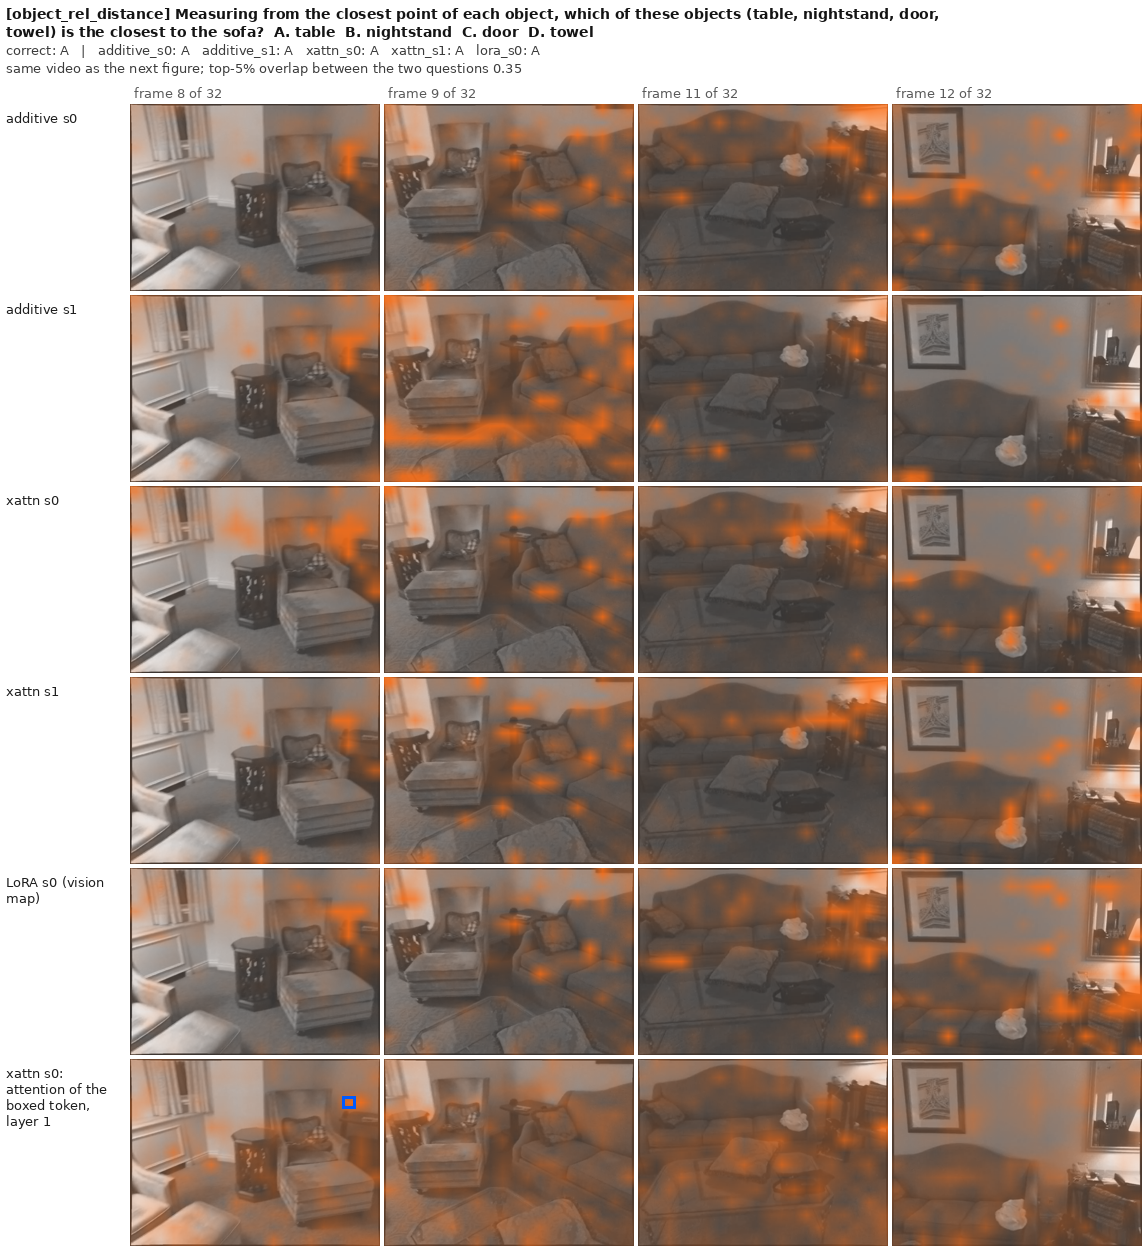 [object_rel_distance] Measuring from the closest point of each object, which of these objects (table, nightstand, door,
towel) is the closest to the sofa?  A. table  B. nightstand  C. door  D. towel
correct: A   |   additive_s0: A   additive_s1: A   xattn_s0: A   xattn_s1: A   lora_s0: A
same video as the next figure; top-5% overlap between the two questions 0.35
frame 8 of 32
frame 9 of 32
frame 11 of 32
frame 12 of 32
additive s0
additive s1
xattn s0
xattn s1
LoRA s0 (vision
map)
xattn s0:
attention of the
boxed token,
layer 1